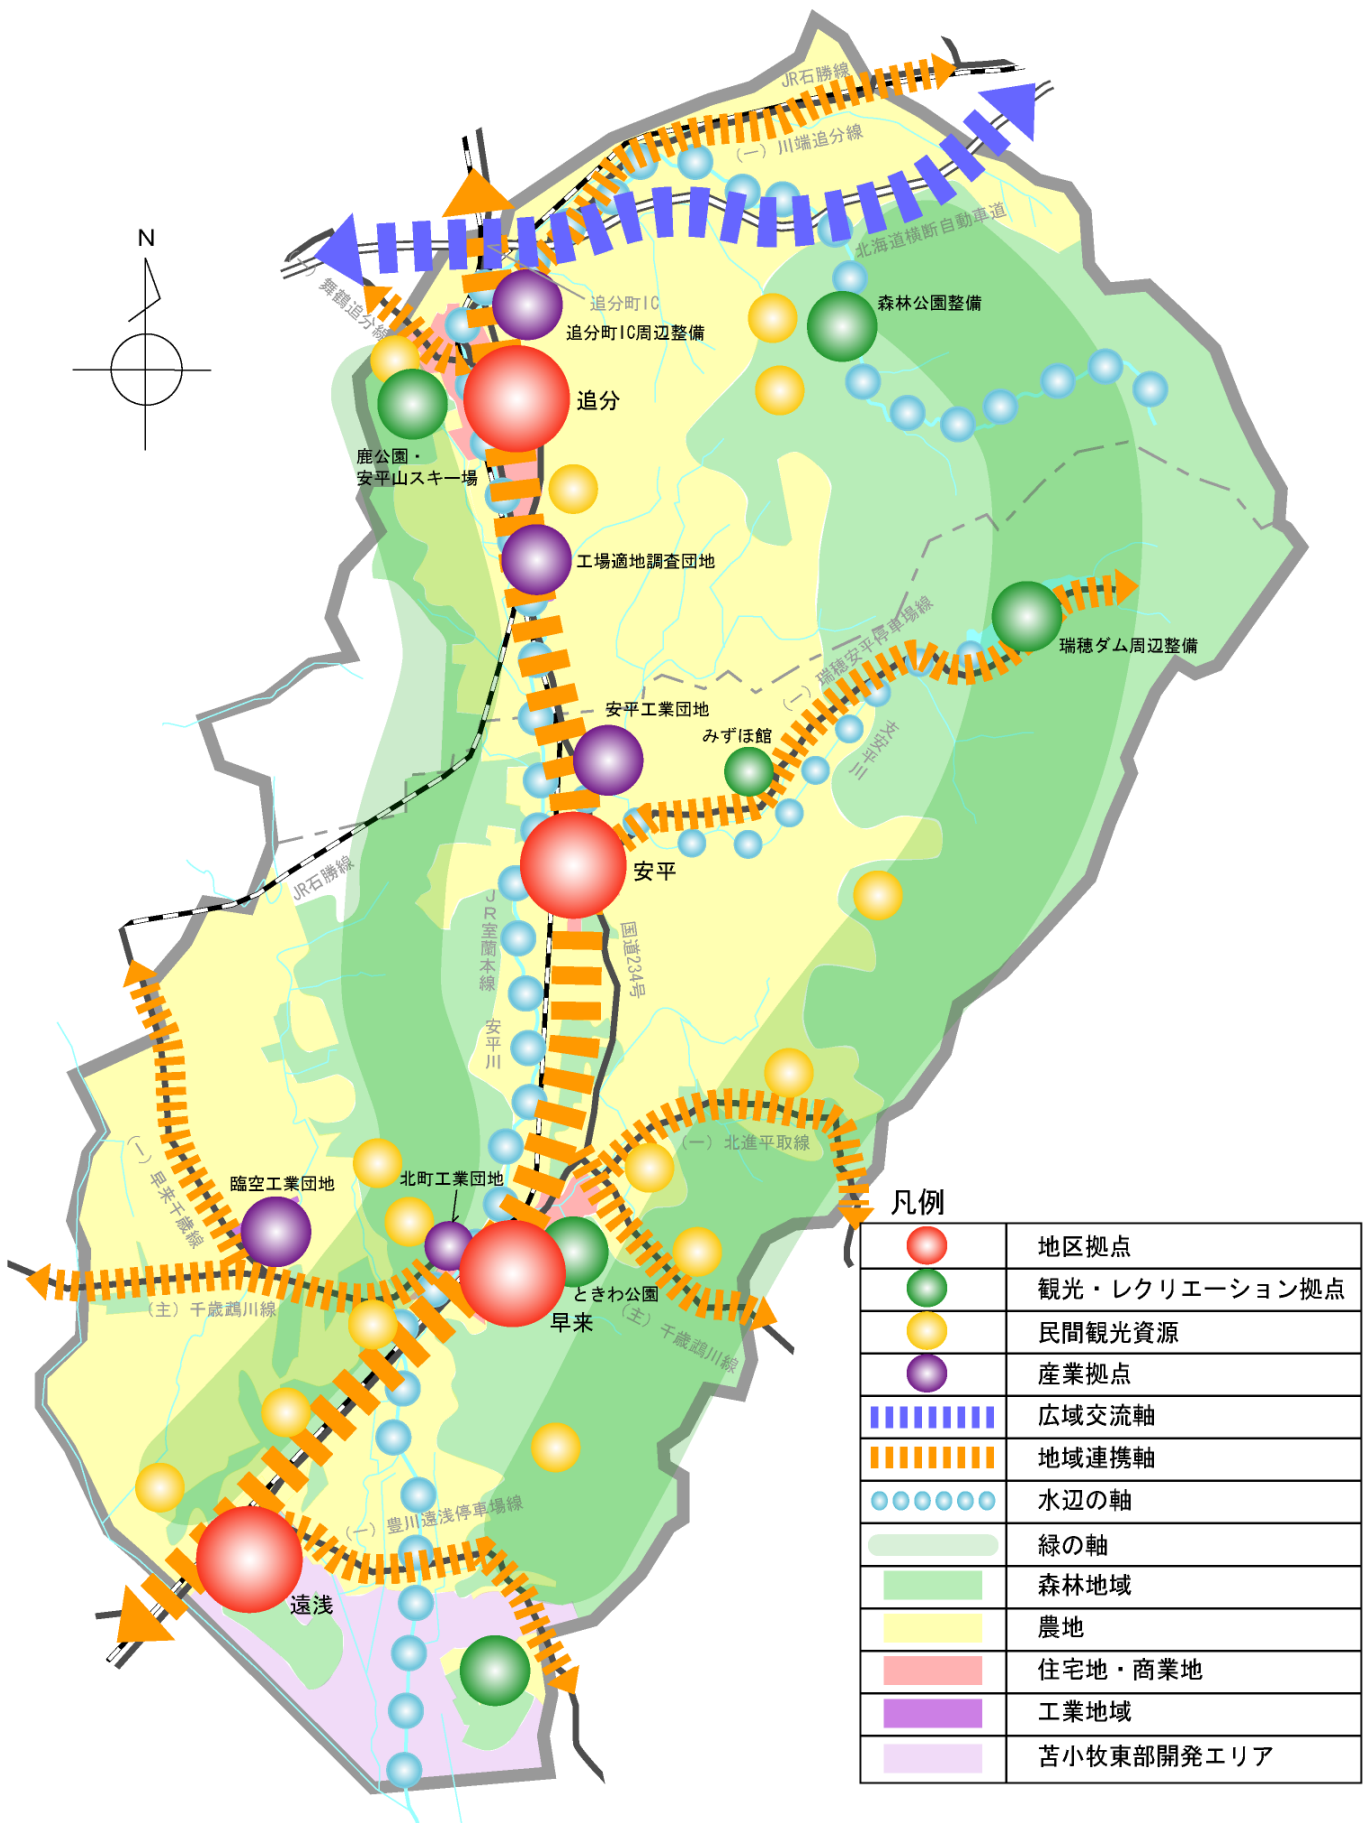 JR石勝線
(一)川端追分線
北海道横断自動車道
N
(一)舞鶴追分線
追分町IC
追分町IC周辺整備
森林公園整備
追分
鹿公園・
安平山スキー場
工場適地調査団地
(一)瑞穂安平停車場線
瑞穂ダム周辺整備
安平工業団地
みずほ館
支安平川
安平
JR石勝線
JR室蘭本線
国道234号
安平川
(一)北進平取線
(一)早来千歳線
臨空工業団地
北町工業団地
ときわ公園
(主)千歳鵡川線
早来
(主)千歳鵡川線
(一)豊川遠浅停車場線
遠浅
凡例
地区拠点
観光・レクリエーション拠点
民間観光資源
産業拠点
広域交流軸
地域連携軸
水辺の軸
緑の軸
森林地域
農地
住宅地・商業地
工業地域
苫小牧東部開発エリア